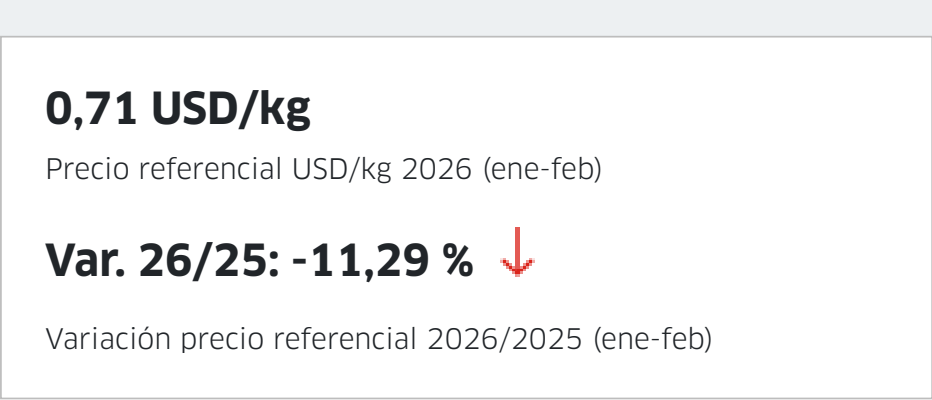 0,71 USD/kg
Precio referencial USD/kg 2026 (ene-feb)
Var. 26/25: -11,29 %
Variación precio referencial 2026/2025 (ene-feb)